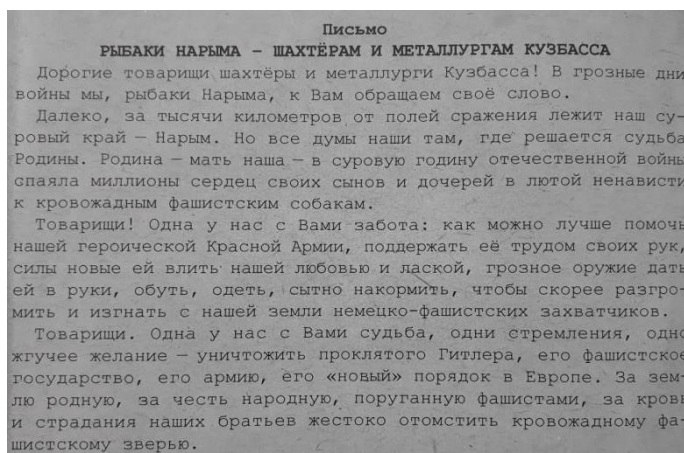 Письмо
РЫБАКИ НАРЫМА – ШАХТЁРАМ И МЕТАЛЛУРГАМ КУЗБАССА
Дорогие товарищи шахтёры и металлурги Кузбасса! В грозные дни
войны мы, рыбаки Нарыма, к Вам обращаем своё слово.
Далеко, за тысячи километров от полей сражения лежит наш су-
ровый край – Нарым. Но все думы наши там, где решается судьба
Родины. Родина – мать наша – в суровую годину отечественной войны
спаяла миллионы сердец своих сынов и дочерей в лютой ненависти
к кровожадным фашистским собакам.
Товарищи! Одна у нас с Вами забота: как можно лучше помочь
нашей героической Красной Армии, поддержать её трудом своих рук,
силы новые ей влить нашей любовью и лаской, грозное оружие дать
ей в руки, обуть, одеть, сытно накормить, чтобы скорее разгро-
мить и изгнать с нашей земли немецко-фашистских захватчиков.
Товарищи. Одна у нас с Вами судьба, одни стремления, одно
жгучее желание – уничтожить проклятого Гитлера, его фашистское
государство, его армию, его «новый» порядок в Европе. За зем-
лю родную, за честь народную, поруганную фашистами, за кровь
и страдания наших братьев жестоко отомстить кровожадному фа-
шистскому зверью.